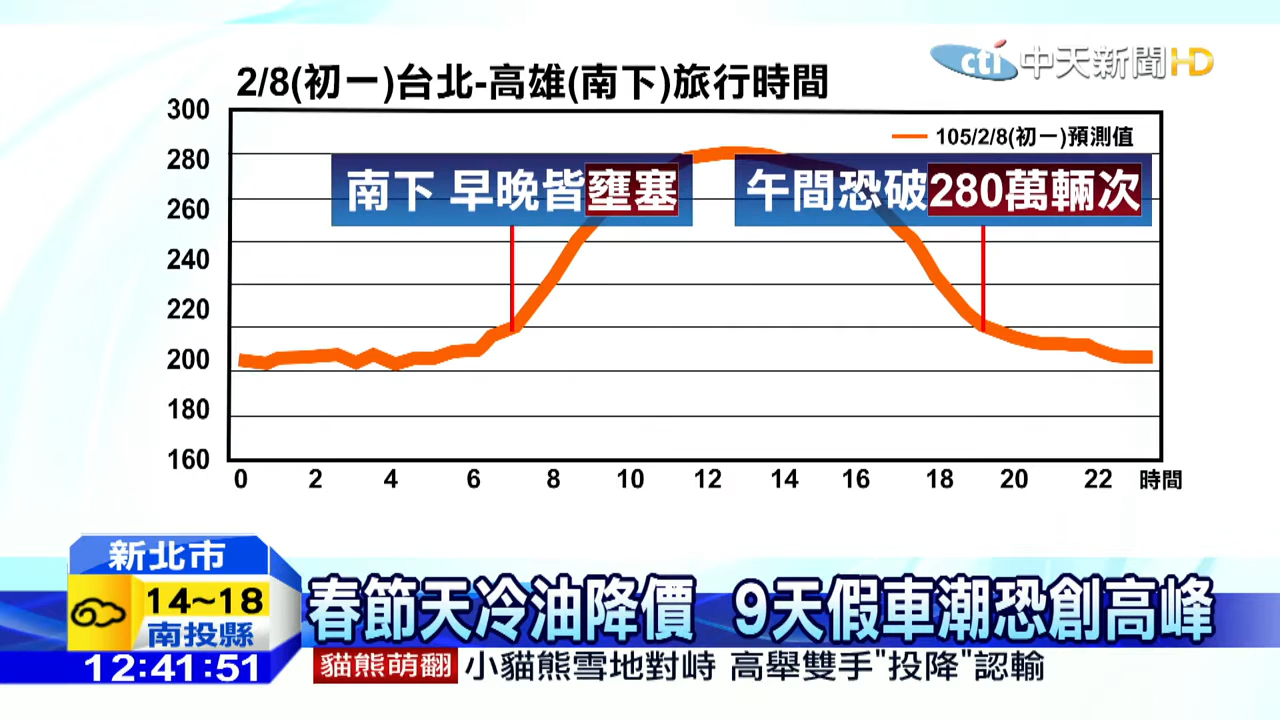 cti 中天新聞HD
2/8(初一)台北-高雄(南下)旅行時間
300
280
260
240
220
200
180
160
105/2/8(初一)預測值
南下 早晚皆壅塞
午間恐破280萬輛次
0 2 4 6 8 10 12 14 16 18 20 22 時間
新北市
14~18
南投縣
12:41:51
春節天冷油降價 9天假車潮恐創高峰
貓熊萌翻 小貓熊雪地對峙 高舉雙手"投降"認輸